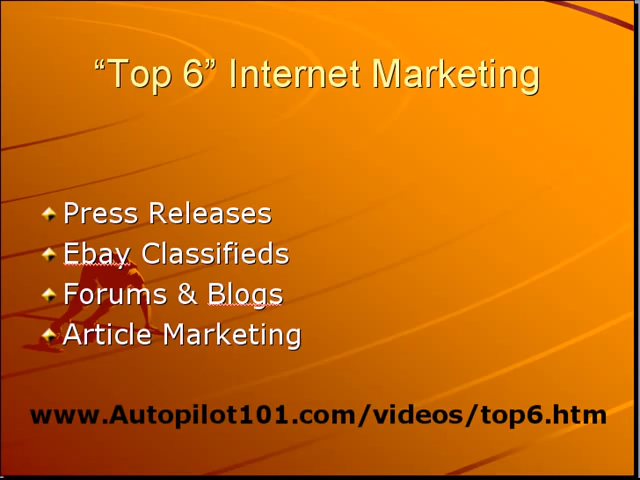 “Top 6” Internet Marketing
Press Releases
Ebay Classifieds
Forums & Blogs
Article Marketing
www.Autopilot101.com/videos/top6.htm